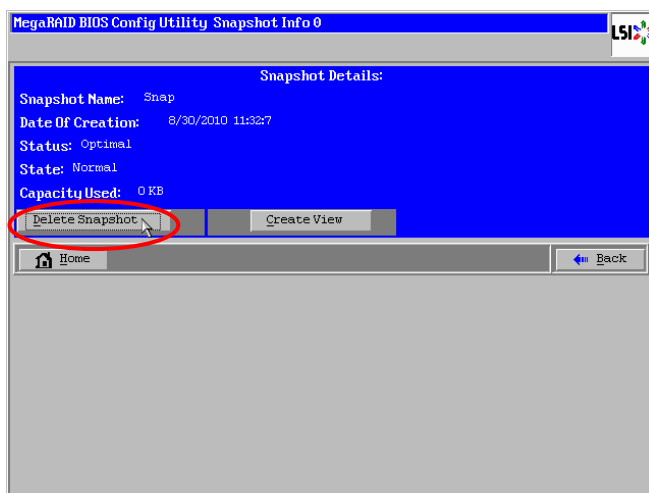 MegaRAID BIOS Config Utility Snapshot Info 0
LSI
Snapshot Details:
Snapshot Name: Snap
Date Of Creation: 8/30/2010 11:32:7
Status: Optimal
State: Normal
Capacity Used: 0 KB
Delete Snapshot Create View
Home Back